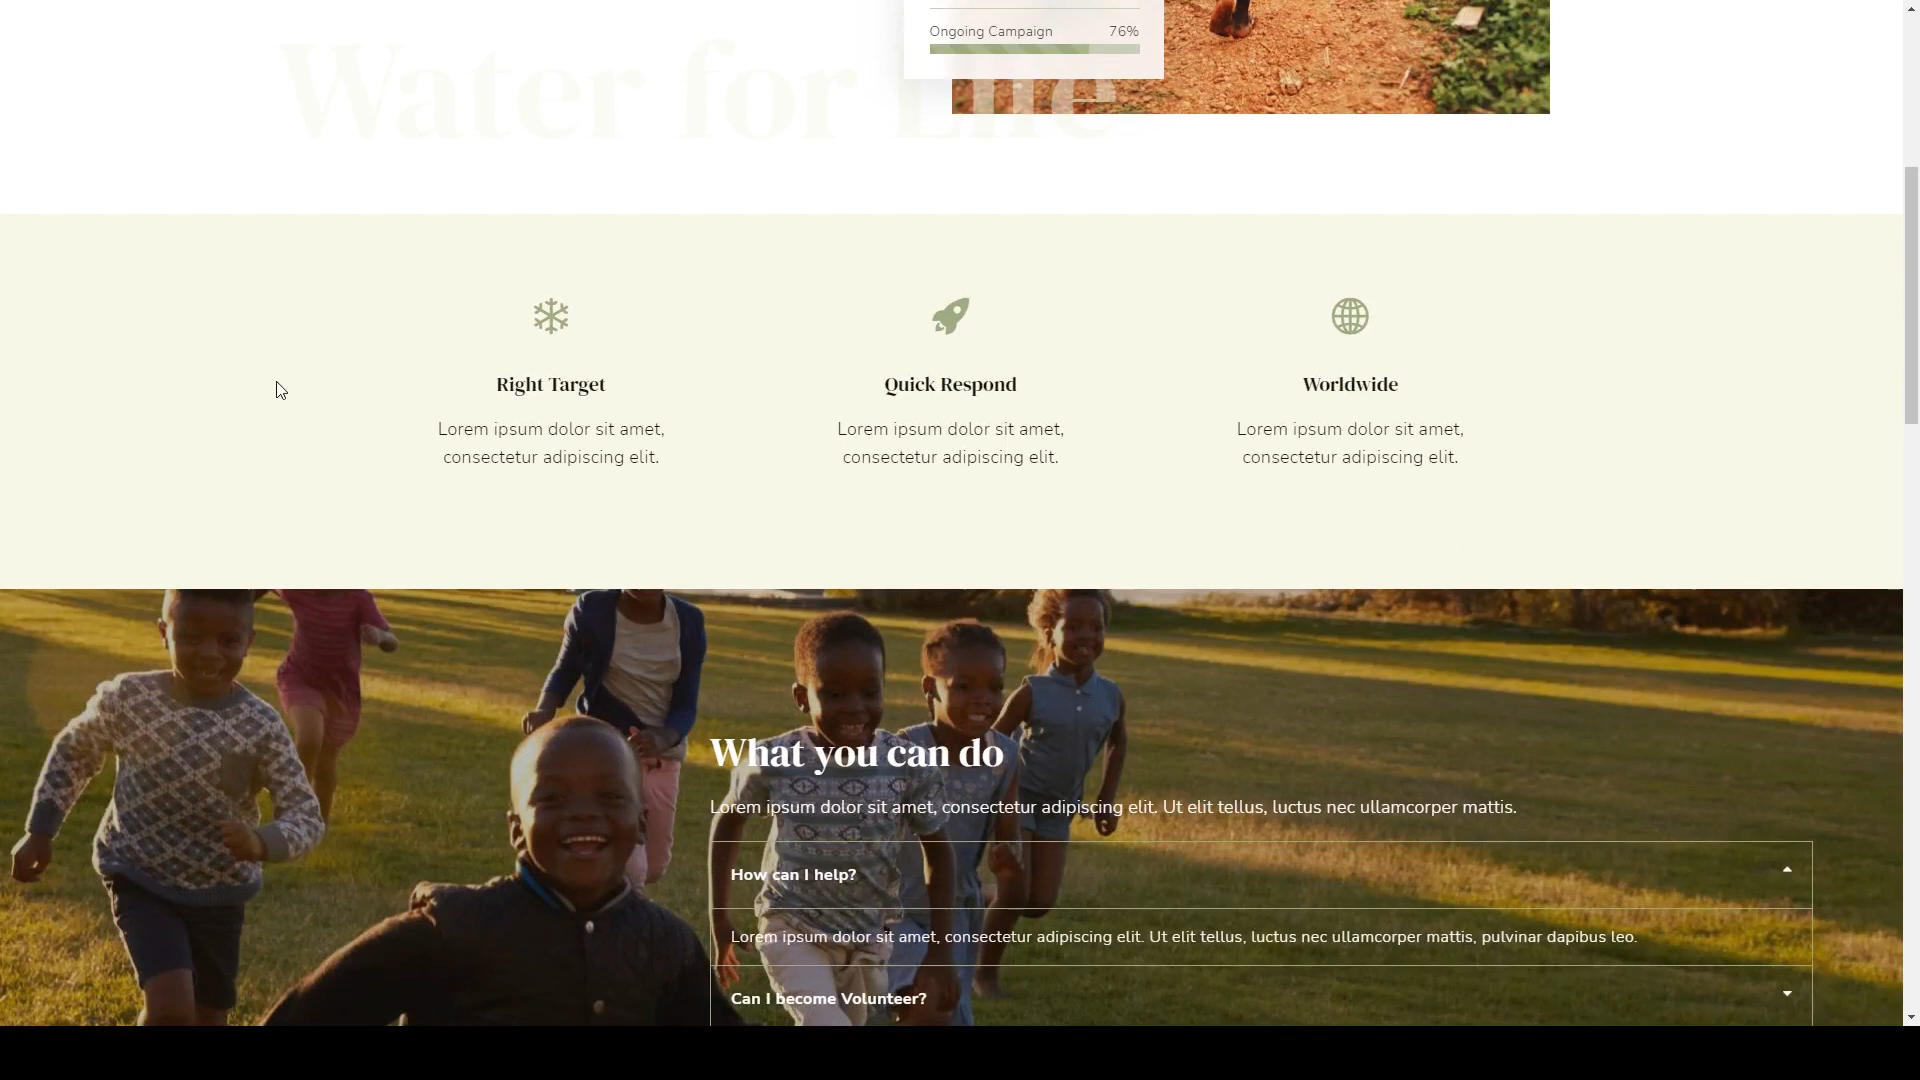 Ongoing Campaign 76%
Water for Life
Right Target
Lorem ipsum dolor sit amet,
consectetur adipiscing elit.
Quick Respond
Lorem ipsum dolor sit amet,
consectetur adipiscing elit.
Worldwide
Lorem ipsum dolor sit amet,
consectetur adipiscing elit.
What you can do
Lorem ipsum dolor sit amet, consectetur adipiscing elit. Ut elit tellus, luctus nec ullamcorper mattis.
How can I help?
Lorem ipsum dolor sit amet, consectetur adipiscing elit. Ut elit tellus, luctus nec ullamcorper mattis, pulvinar dapibus leo.
Can I become Volunteer?